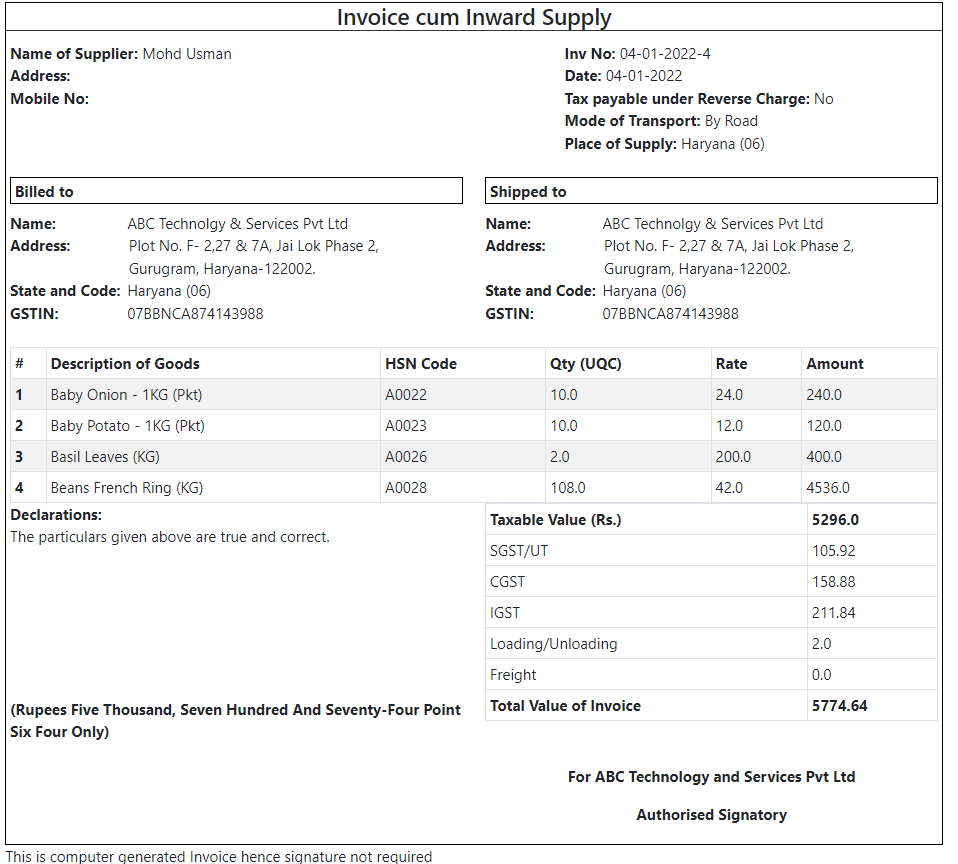 Invoice cum Inward Supply
Name of Supplier: Mohd Usman
Address:
Mobile No:
Inv No: 04-01-2022-4
Date: 04-01-2022
Tax payable under Reverse Charge: No
Mode of Transport: By Road
Place of Supply: Haryana (06)
Billed to
Name: ABC Technolgy & Services Pvt Ltd
Address: Plot No. F- 2,27 & 7A, Jai Lok Phase 2,
Gurugram, Haryana-122002.
State and Code: Haryana (06)
GSTIN: 07BBNCA874143988
Shipped to
Name: ABC Technolgy & Services Pvt Ltd
Address: Plot No. F- 2,27 & 7A, Jai Lok Phase 2,
Gurugram, Haryana-122002.
State and Code: Haryana (06)
GSTIN: 07BBNCA874143988
# Description of Goods HSN Code Qty (UQC) Rate Amount
1 Baby Onion - 1KG (Pkt) A0022 10.0 24.0 240.0
2 Baby Potato - 1KG (Pkt) A0023 10.0 12.0 120.0
3 Basil Leaves (KG) A0026 2.0 200.0 400.0
4 Beans French Ring (KG) A0028 108.0 42.0 4536.0
Declarations:
The particulars given above are true and correct.
(Rupees Five Thousand, Seven Hundred And Seventy-Four Point
Six Four Only)
Taxable Value (Rs.) 5296.0
SGST/UT 105.92
CGST 158.88
IGST 211.84
Loading/Unloading 2.0
Freight 0.0
Total Value of Invoice 5774.64
For ABC Technology and Services Pvt Ltd
Authorised Signatory
This is computer generated Invoice hence signature not required